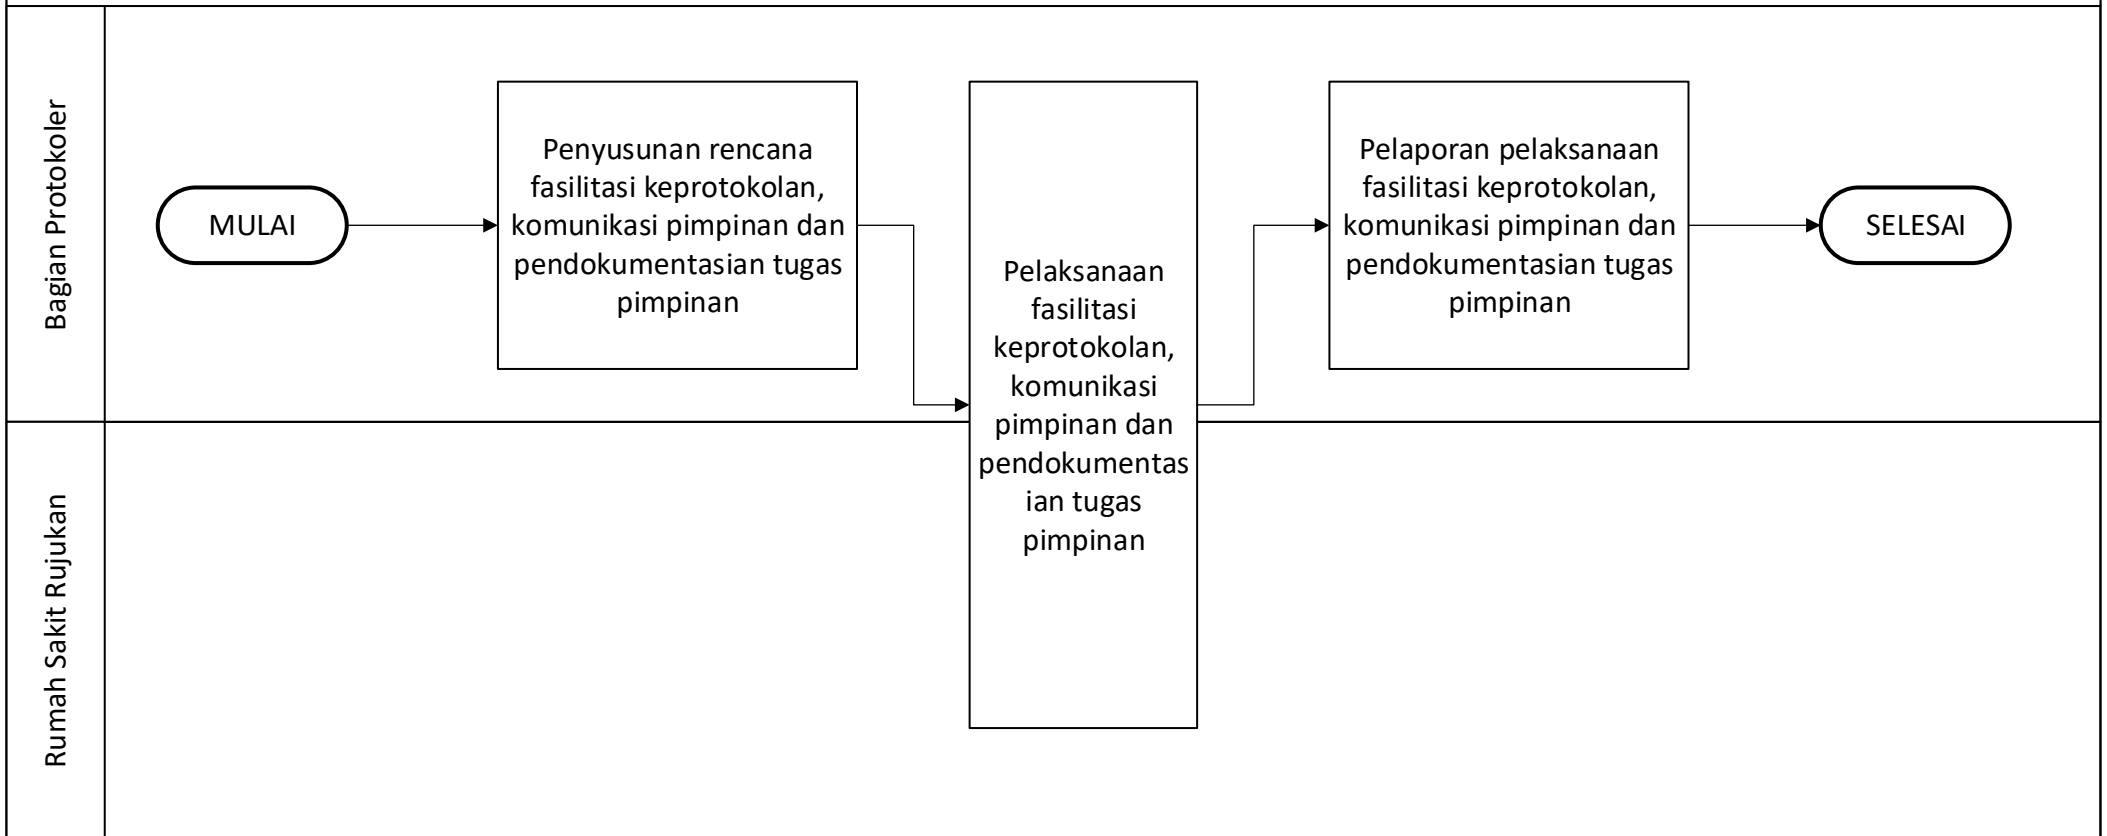 Bagian Protokoler
MULAI
Penyusunan rencana
fasilitasi keprotokolan,
komunikasi pimpinan dan
pendokumentasian tugas
pimpinan
Pelaksanaan
fasilitasi
keprotokolan,
komunikasi
pimpinan dan
pendokumentas
ian tugas
pimpinan
Pelaporan pelaksanaan
fasilitasi keprotokolan,
komunikasi pimpinan dan
pendokumentasian tugas
pimpinan
SELESAI
Rumah Sakit Rujukan